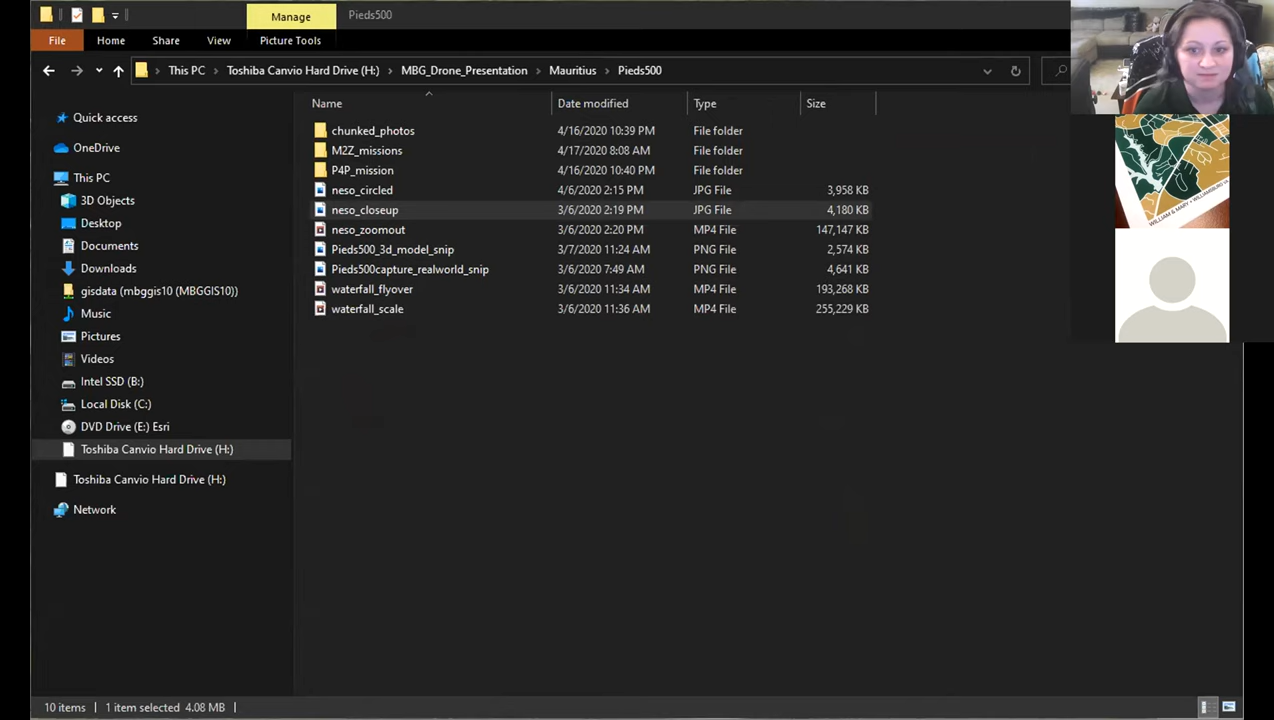 Manage
Pieds500
File
Home
Share
View
Picture Tools
This PC
Toshiba Canvio Hard Drive (H:)
MBG_Drone_Presentation
Mauritius
Pieds500
Name
Date modified
Type
Size
Quick access
OneDrive
This PC
3D Objects
Desktop
Documents
Downloads
gisdata (mbggis10 (MBGGIS10))
Music
Pictures
Videos
Intel SSD (B:)
Local Disk (C:)
DVD Drive (E:) Esri
Toshiba Canvio Hard Drive (H:)
Toshiba Canvio Hard Drive (H:)
Network
chunked_photos 4/16/2020 10:39 PM File folder
M2Z_missions 4/17/2020 8:08 AM File folder
P4P_mission 4/16/2020 10:40 PM File folder
neso_circled 4/6/2020 2:15 PM JPG File 3,958 KB
neso_closeup 3/6/2020 2:19 PM JPG File 4,180 KB
neso_zoomout 3/6/2020 2:20 PM MP4 File 147,147 KB
Pieds500_3d_model_snip 3/7/2020 11:24 AM PNG File 2,574 KB
Pieds500capture_realworld_snip 3/6/2020 7:49 AM PNG File 4,641 KB
waterfall_flyover 3/6/2020 11:34 AM MP4 File 193,268 KB
waterfall_scale 3/6/2020 11:36 AM MP4 File 255,229 KB
WILLIAM & MARY • WILLIAMSBURG
10 items
1 item selected 4.08 MB